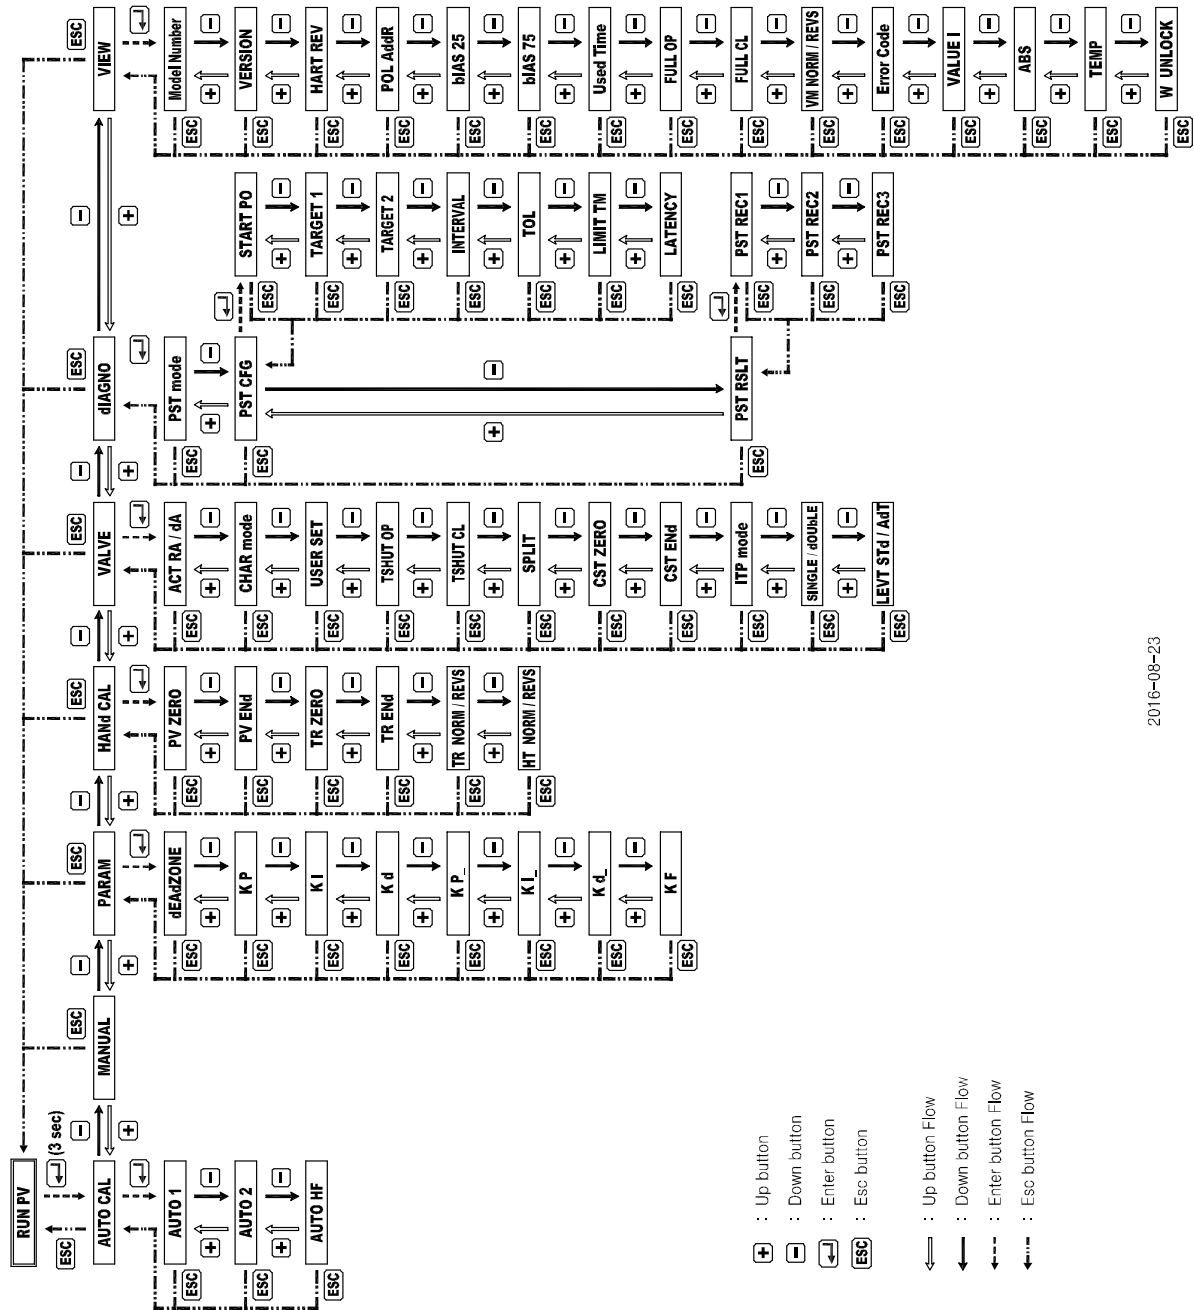 RUN PV
(3 sec)
ESC
AUTO CAL
+
-
AUTO 1
ESC
+
-
AUTO 2
ESC
+
-
AUTO HF
ESC
MANUAL
ESC
+
-
PARAM
ESC
+
-
dEAdZONE
ESC
+
-
K P
ESC
+
-
K I
ESC
+
-
K d
ESC
+
-
K P_
ESC
+
-
K I_
ESC
+
-
K d_
ESC
+
-
K F
ESC
HANd CAL
ESC
+
-
PV ZERO
ESC
+
-
PV ENd
ESC
+
-
TR ZERO
ESC
+
-
TR ENd
ESC
+
-
TR NORM / REVS
ESC
+
-
HT NORM / REVS
ESC
VALVE
ESC
+
-
ACT RA / dA
ESC
+
-
CHAR mode
ESC
+
-
USER SET
ESC
+
-
TSHUT OP
ESC
+
-
TSHUT CL
ESC
+
-
SPLIT
ESC
+
-
CST ZERO
ESC
+
-
CST ENd
ESC
+
-
ITP mode
ESC
+
-
SINGLE / dOUbLE
ESC
+
-
LEVT STd / AdT
ESC
dIAGNO
ESC
+
-
PST mode
ESC
+
-
PST CFG
ESC
+
-
PST RSLT
ESC
START PO
ESC
+
-
TARGET 1
ESC
+
-
TARGET 2
ESC
+
-
INTERVAL
ESC
+
-
TOL
ESC
+
-
LIMIT TM
ESC
+
-
LATENCY
ESC
PST REC1
ESC
+
-
PST REC2
ESC
+
-
PST REC3
ESC
VIEW
ESC
Model Number
ESC
+
-
VERSION
ESC
+
-
HART REV
ESC
+
-
POL AddR
ESC
+
-
bIAS 25
ESC
+
-
bIAS 75
ESC
+
-
Used Time
ESC
+
-
FULL OP
ESC
+
-
FULL CL
ESC
+
-
VM NORM / REVS
ESC
+
-
Error Code
ESC
+
-
VALUE I
ESC
+
-
ABS
ESC
+
-
TEMP
ESC
+
-
W UNLOCK
ESC
+ : Up button
- : Down button
: Enter button
ESC : Esc button
: Up button Flow
: Down button Flow
: Enter button Flow
: Esc button Flow
2016-08-23